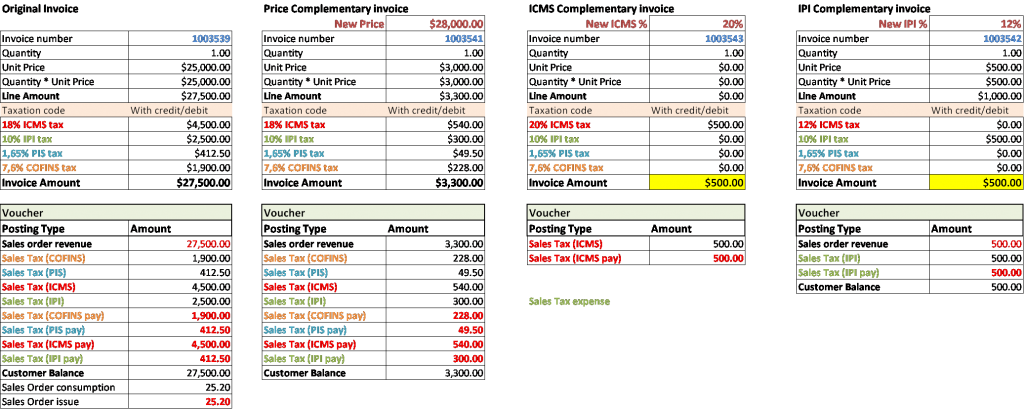 Original Invoice
Invoice number 1003539
Quantity 1.00
Unit Price $25,000.00
Quantity * Unit Price $25,000.00
Line Amount $27,500.00
Taxation code With credit/debit
18% ICMS tax $4,500.00
10% IPI tax $2,500.00
1,65% PIS tax $412.50
7,6% COFINS tax $1,900.00
Invoice Amount $27,500.00
Voucher
Posting Type Amount
Sales order revenue 27,500.00
Sales Tax (COFINS) 1,900.00
Sales Tax (PIS) 412.50
Sales Tax (ICMS) 4,500.00
Sales Tax (IPI) 2,500.00
Sales Tax (COFINS pay) 1,900.00
Sales Tax (PIS pay) 412.50
Sales Tax (ICMS pay) 4,500.00
Sales Tax (IPI pay) 412.50
Customer Balance 27,500.00
Sales Order consumption 25.20
Sales Order issue 25.20
Price Complementary invoice
New Price $28,000.00
Invoice number 1003541
Quantity 1.00
Unit Price $3,000.00
Quantity * Unit Price $3,000.00
Line Amount $3,300.00
Taxation code With credit/debit
18% ICMS tax $540.00
10% IPI tax $300.00
1,65% PIS tax $49.50
7,6% COFINS tax $228.00
Invoice Amount $3,300.00
Voucher
Posting Type Amount
Sales order revenue 3,300.00
Sales Tax (COFINS) 228.00
Sales Tax (PIS) 49.50
Sales Tax (ICMS) 540.00
Sales Tax (IPI) 300.00
Sales Tax (COFINS pay) 228.00
Sales Tax (PIS pay) 49.50
Sales Tax (ICMS pay) 540.00
Sales Tax (IPI pay) 300.00
Customer Balance 3,300.00
ICMS Complementary invoice
New ICMS % 20%
Invoice number 1003543
Quantity 1.00
Unit Price $0.00
Quantity * Unit Price $0.00
Line Amount $0.00
Taxation code With credit/debit
20% ICMS tax $500.00
10% IPI tax $0.00
1,65% PIS tax $0.00
7,6% COFINS tax $0.00
Invoice Amount $500.00
Voucher
Posting Type Amount
Sales Tax (ICMS) 500.00
Sales Tax (ICMS pay) 500.00
Sales Tax expense
IPI Complementary invoice
New IPI % 12%
Invoice number 1003542
Quantity 1.00
Unit Price $500.00
Quantity * Unit Price $500.00
Line Amount $1,000.00
Taxation code With credit/debit
12% ICMS tax $0.00
10% IPI tax $500.00
1,65% PIS tax $0.00
7,6% COFINS tax $0.00
Invoice Amount $500.00
Voucher
Posting Type Amount
Sales order revenue 500.00
Sales Tax (IPI) 500.00
Sales Tax (IPI pay) 500.00
Customer Balance 500.00